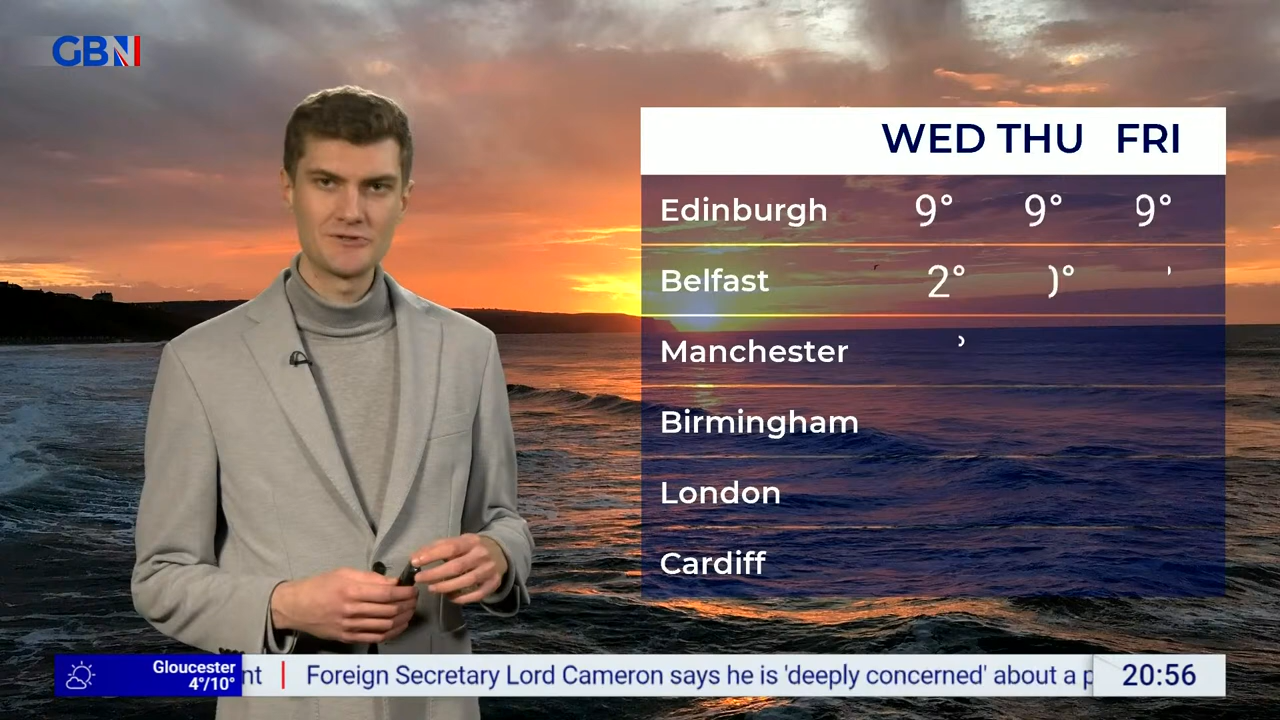 GBN
WED THU FRI
Edinburgh 9° 9° 9°
Belfast 2° °
Manchester
Birmingham
London
Cardiff
Gloucester
4°/10°
nt | Foreign Secretary Lord Cameron says he is 'deeply concerned' about a p
20:56